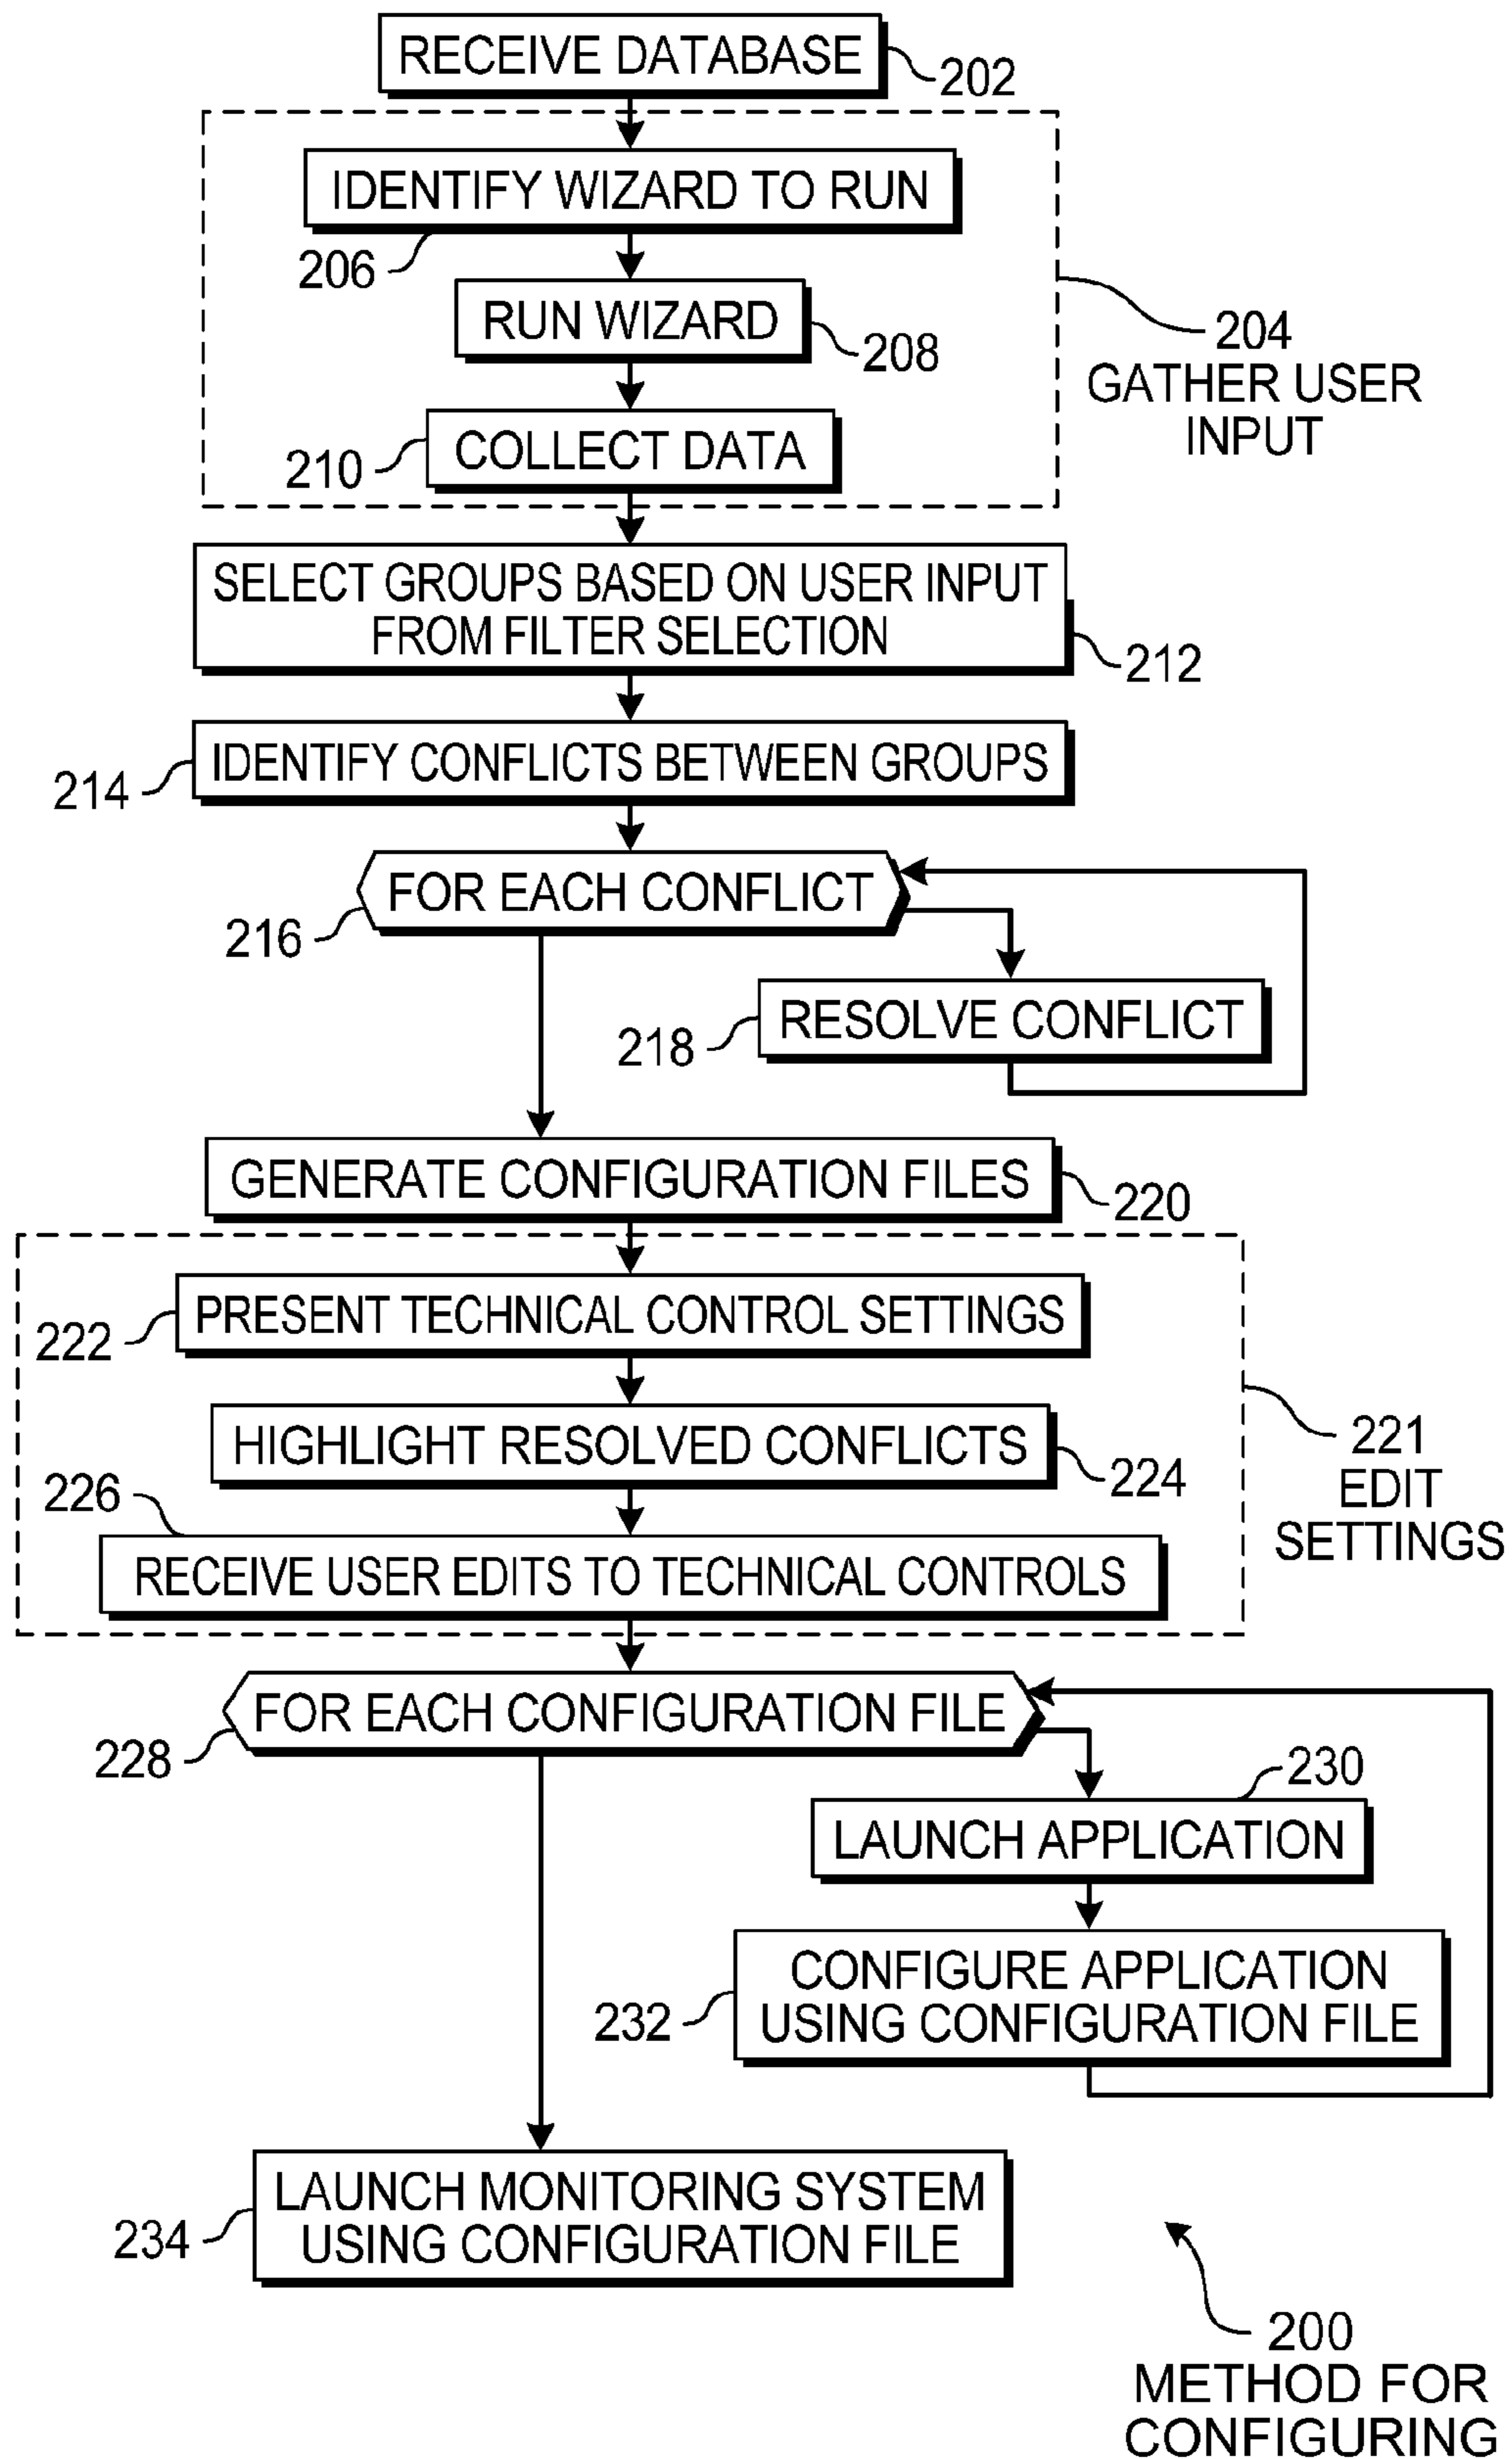 RECEIVE DATABASE
202
IDENTIFY WIZARD TO RUN
206
RUN WIZARD
208
204
GATHER USER
INPUT
COLLECT DATA
210
SELECT GROUPS BASED ON USER INPUT
FROM FILTER SELECTION
212
IDENTIFY CONFLICTS BETWEEN GROUPS
214
FOR EACH CONFLICT
216
RESOLVE CONFLICT
218
GENERATE CONFIGURATION FILES
220
PRESENT TECHNICAL CONTROL SETTINGS
222
HIGHLIGHT RESOLVED CONFLICTS
224
221
EDIT
SETTINGS
226
RECEIVE USER EDITS TO TECHNICAL CONTROLS
FOR EACH CONFIGURATION FILE
228
230
LAUNCH APPLICATION
CONFIGURE APPLICATION
USING CONFIGURATION FILE
232
LAUNCH MONITORING SYSTEM
USING CONFIGURATION FILE
234
200
METHOD FOR
CONFIGURING